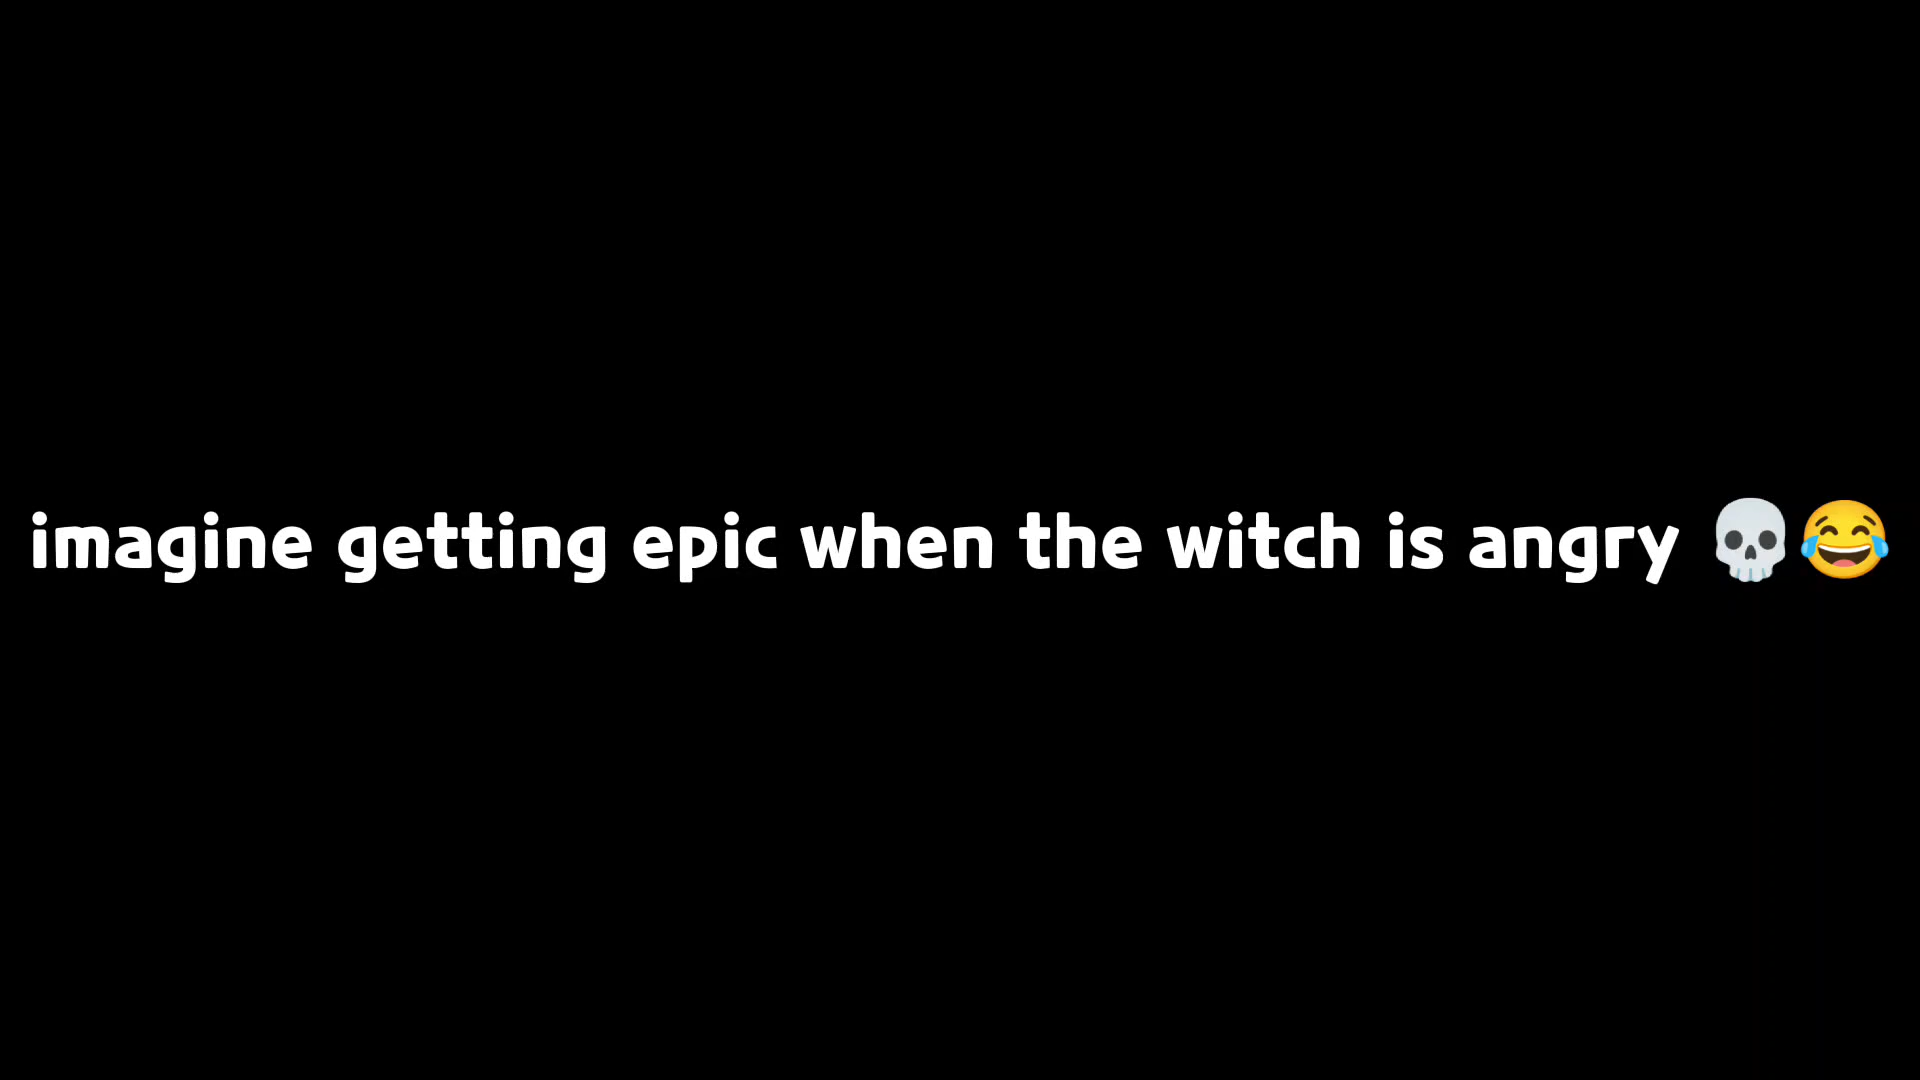 imagine getting epic when the witch is angry 💀😂